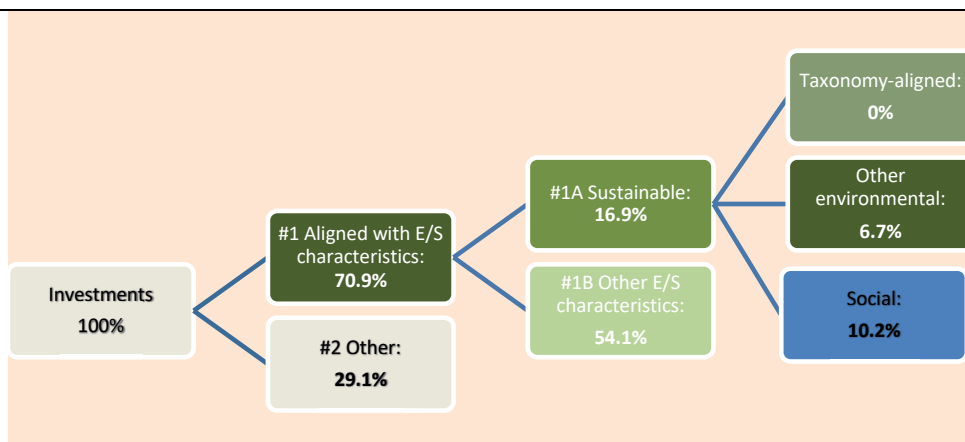 Investments
100%
#1 Aligned with E/S
characteristics:
70.9%
#2 Other:
29.1%
#1A Sustainable:
16.9%
#1B Other E/S
characteristics:
54.1%
Taxonomy-aligned:
0%
Other
environmental:
6.7%
Social:
10.2%